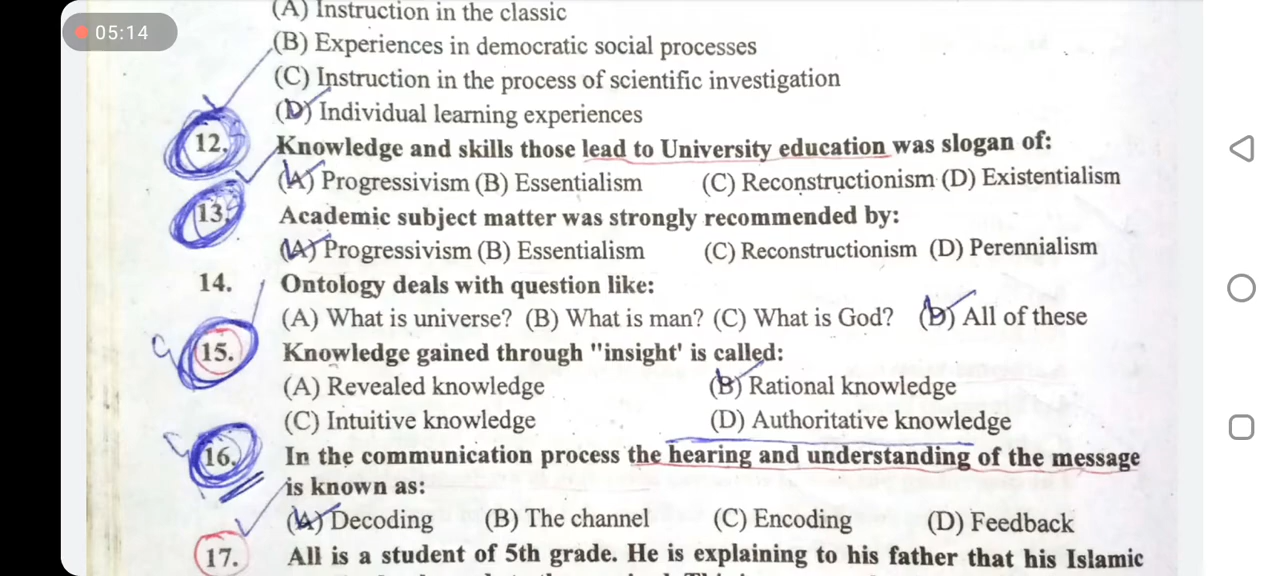 (A) Instruction in the classic
05:14
(B) Experiences in democratic social processes
(C) Instruction in the process of scientific investigation
(D) Individual learning experiences
12. Knowledge and skills those lead to University education was slogan of:
(A) Progressivism (B) Essentialism (C) Reconstructionism (D) Existentialism
13. Academic subject matter was strongly recommended by:
(A) Progressivism (B) Essentialism (C) Reconstructionism (D) Perennialism
14. Ontology deals with question like:
(A) What is universe? (B) What is man? (C) What is God? (D) All of these
15. Knowledge gained through "insight' is called:
(A) Revealed knowledge (B) Rational knowledge
(C) Intuitive knowledge (D) Authoritative knowledge
16. In the communication process the hearing and understanding of the message
is known as:
(A) Decoding (B) The channel (C) Encoding (D) Feedback
17. All is a student of 5th grade. He is explaining to his father that his Islamic